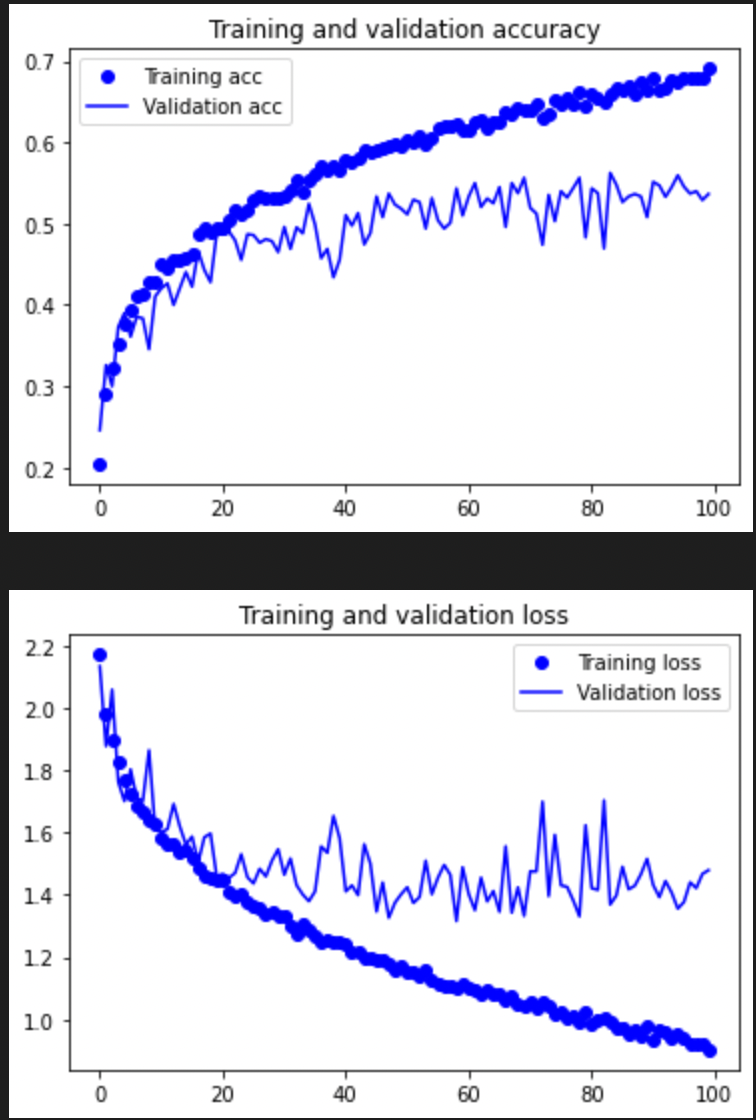 Training and validation accuracy
0.7
Training acc
Validation acc
0.6
0.5
0.4
0.3
0.2
0 20 40 60 80 100
Training and validation loss
2.2
Training loss
Validation loss
2.0
1.8
1.6
1.4
1.2
1.0
0 20 40 60 80 100